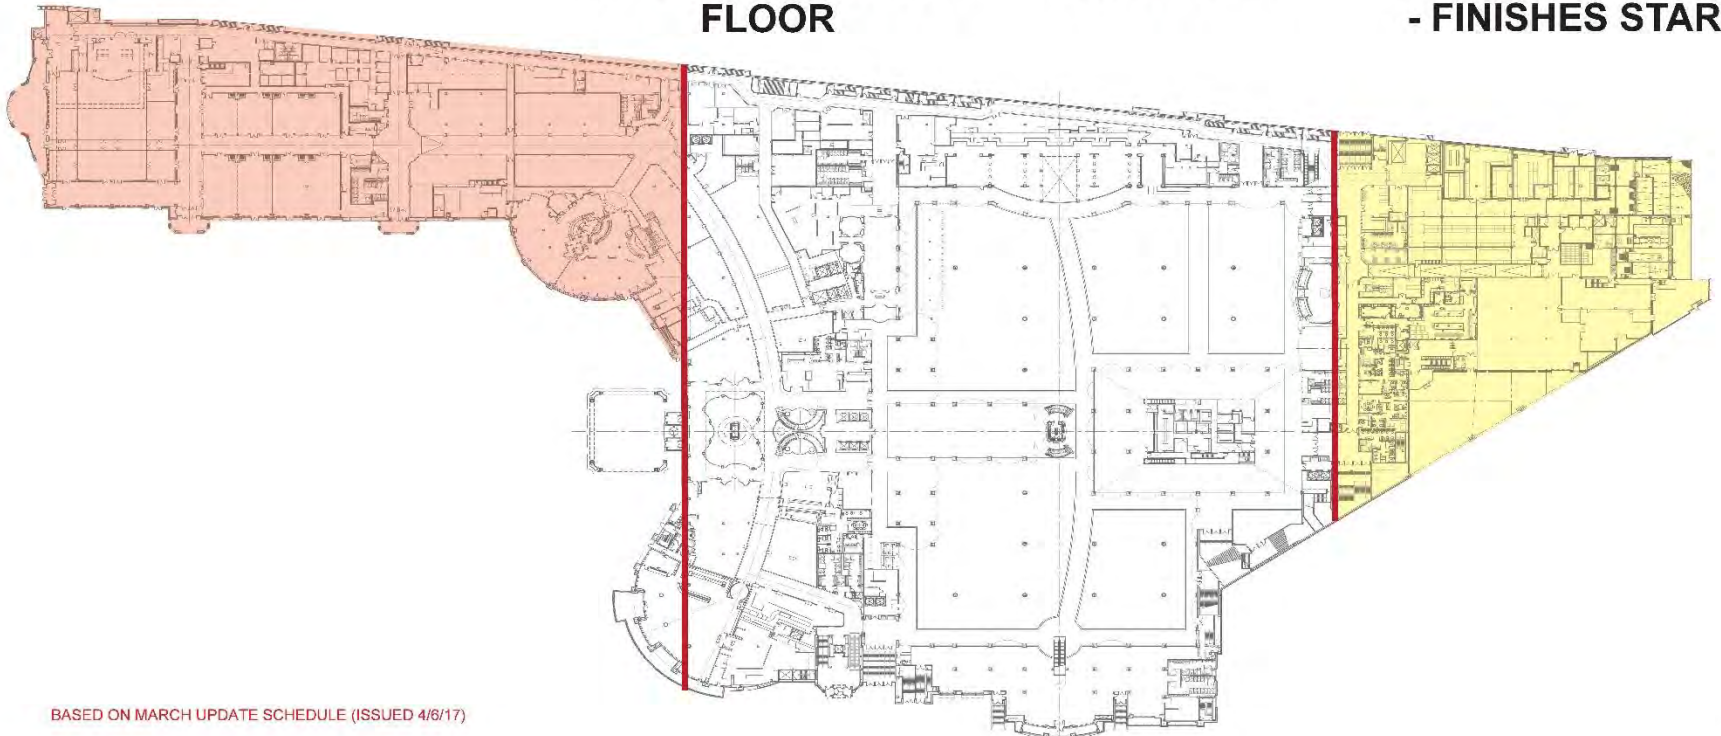 FLOOR
- FINISHES STAR
BASED ON MARCH UPDATE SCHEDULE (ISSUED 4/6/17)